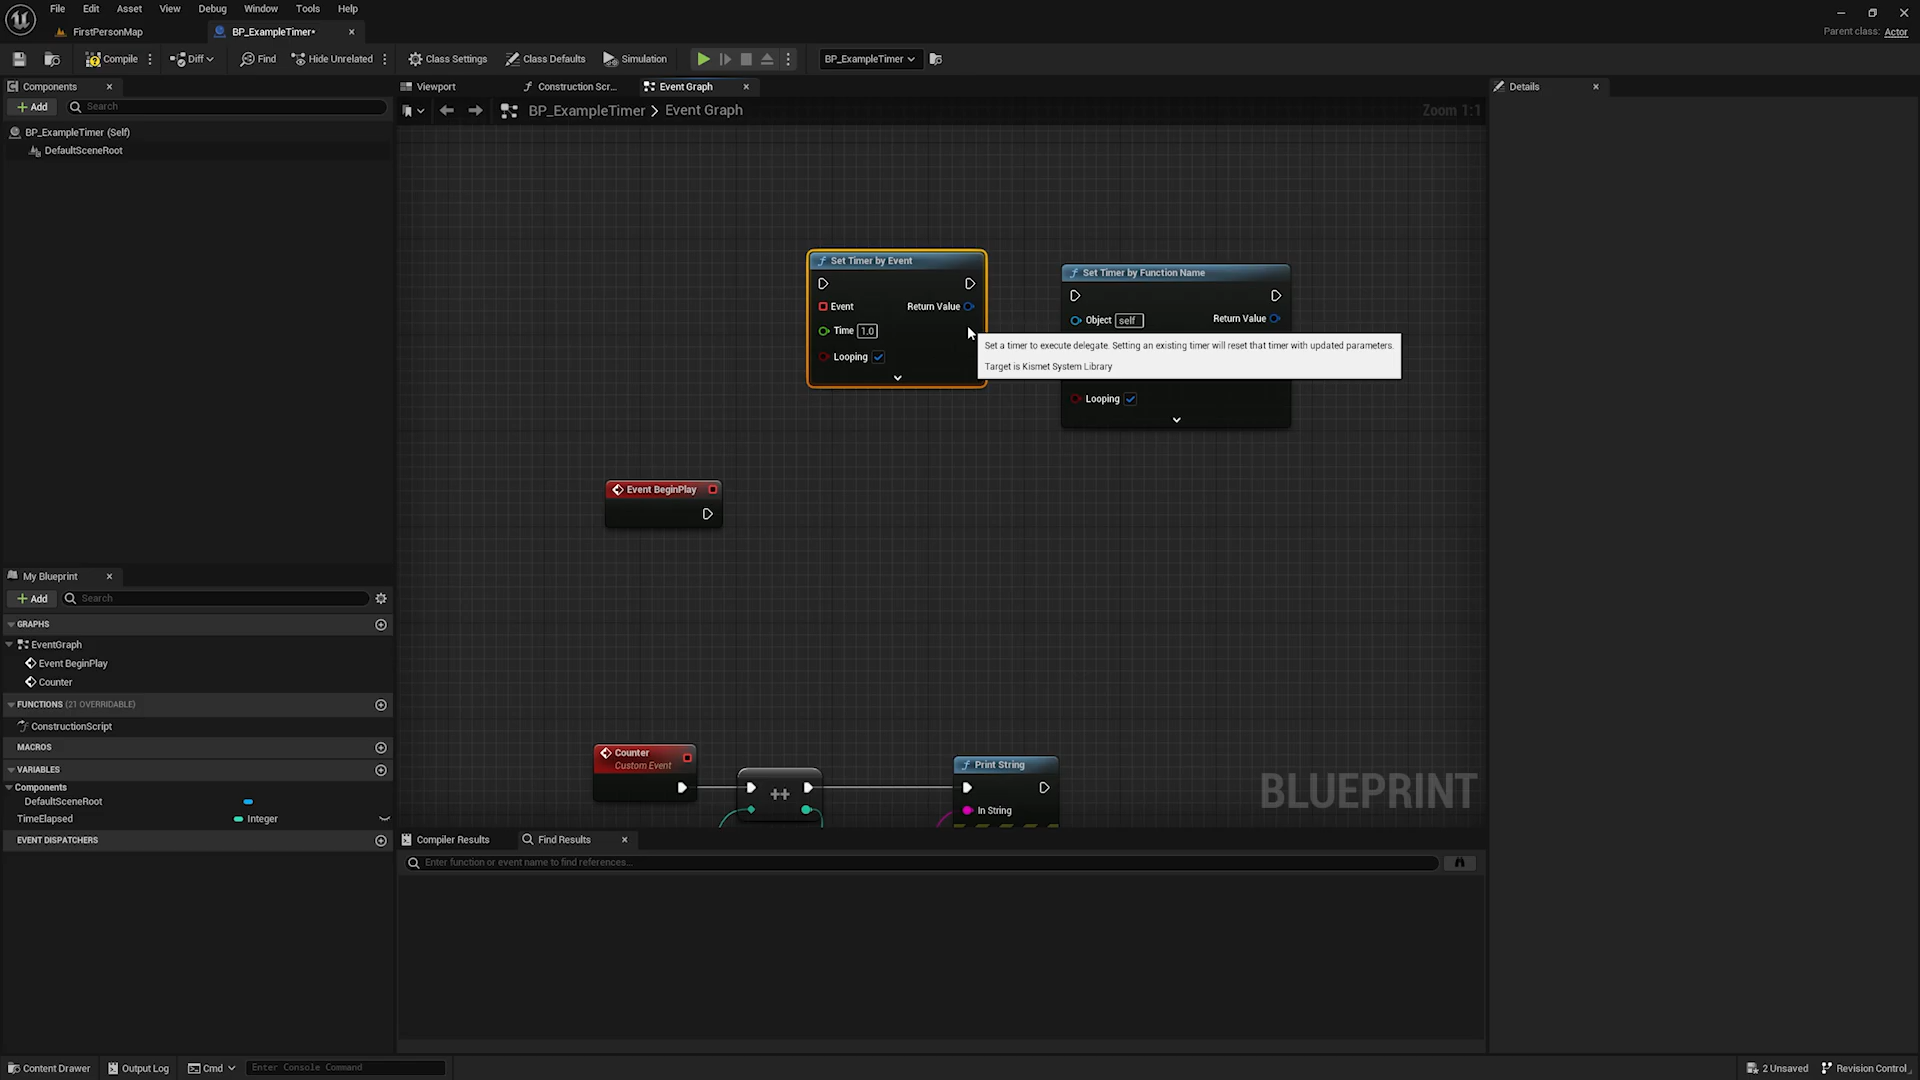 File Edit Asset View Debug Window Tools Help
FirstPersonMap
BP_ExampleTimer•
Parent class: Actor
Compile
Diff
Find
Hide Unrelated
Class Settings
Class Defaults
Simulation
BP_ExampleTimer
Components
Add
Search
BP_ExampleTimer (Self)
DefaultSceneRoot
Viewport
Construction Scr...
Event Graph
BP_ExampleTimer > Event Graph
Zoom 1:1
Details
Set Timer by Event
Event
Return Value
Time 1.0
Looping
Set Timer by Function Name
Object self
Return Value
Set a timer to execute delegate. Setting an existing timer will reset that timer with updated parameters.
Target is Kismet System Library
Looping
Event BeginPlay
My Blueprint
Add
Search
GRAPHS
EventGraph
Event BeginPlay
Counter
FUNCTIONS (21 OVERRIDABLE)
ConstructionScript
MACROS
VARIABLES
Components
DefaultSceneRoot
TimeElapsed
Integer
EVENT DISPATCHERS
Counter
Custom Event
++
Print String
In String
BLUEPRINT
Compiler Results
Find Results
Enter function or event name to find references...
Content Drawer
Output Log
Cmd
Enter Console Command
2 Unsaved
Revision Control